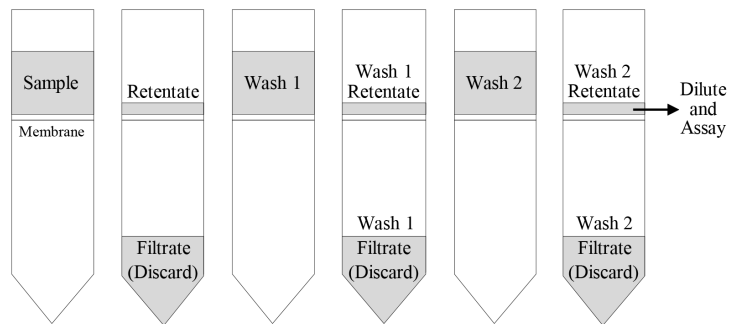 Sample
Membrane
Retentate
Filtrate
(Discard)
Wash 1
Wash 1
Retentate
Wash 1
Filtrate
(Discard)
Wash 2
Wash 2
Retentate
Wash 2
Filtrate
(Discard)
Dilute
and
Assay